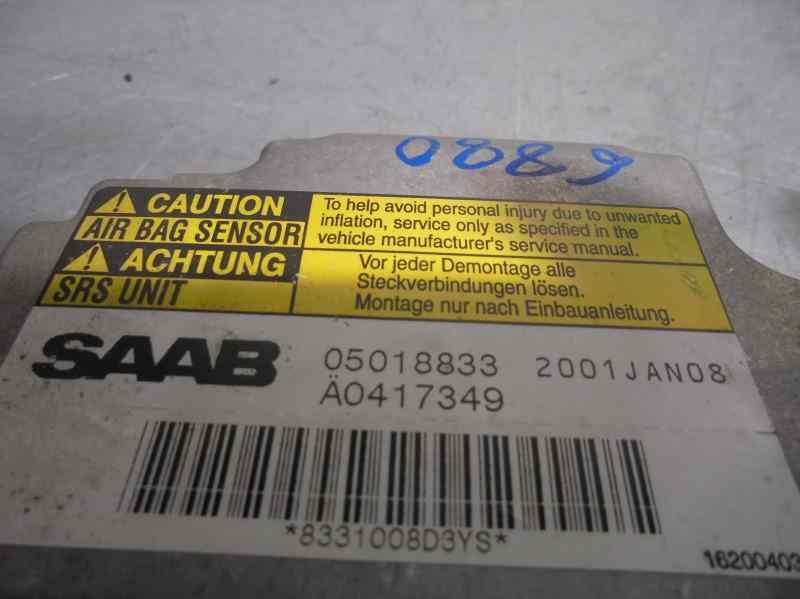 0889
CAUTION
AIR BAG SENSOR
ACHTUNG
SRS UNIT
To help avoid personal injury due to unwanted
inflation, service only as specified in the
vehicle manufacturer's service manual.
Vor jeder Demontage alle
Steckverbindungen lösen.
Montage nur nach Einbauanleitung.
SAAB
05018833 2001JAN08
Ä0417349
*8331008D3YS*
16200403